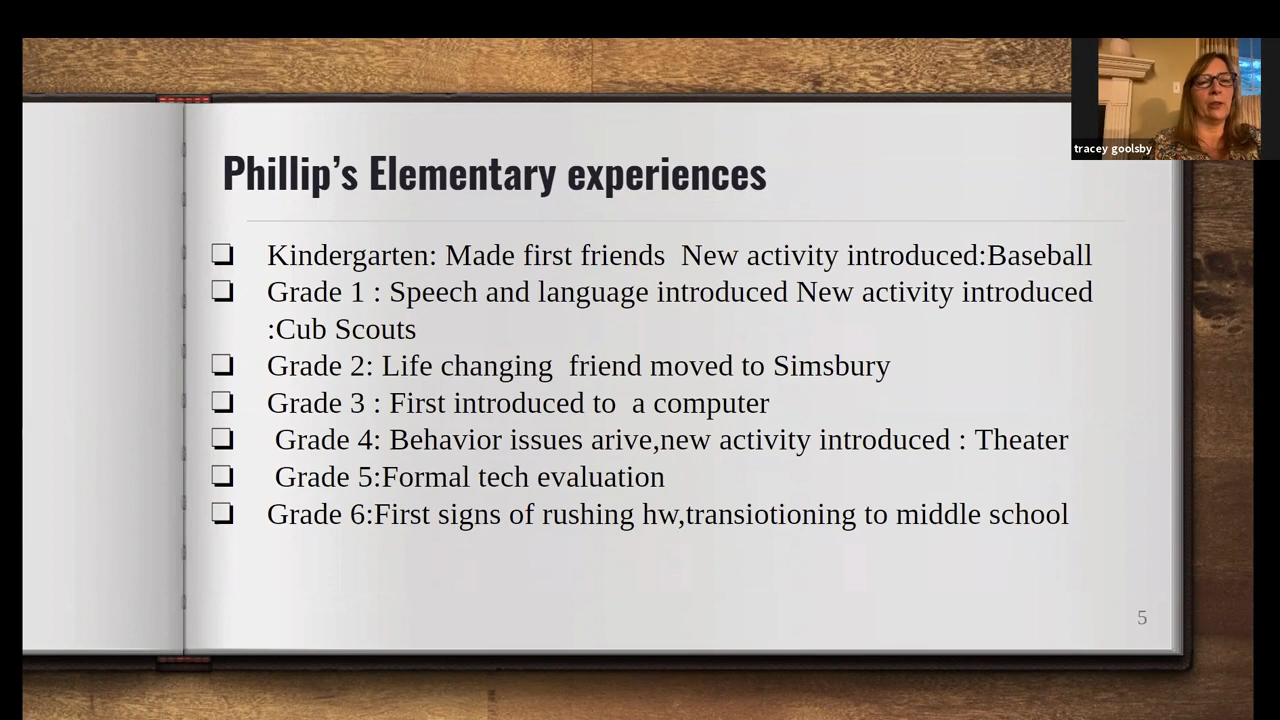 tracey goolsby
Phillip’s Elementary experiences
❏ Kindergarten: Made first friends  New activity introduced:Baseball
❏ Grade 1 : Speech and language introduced New activity introduced
:Cub Scouts
❏ Grade 2: Life changing  friend moved to Simsbury
❏ Grade 3 : First introduced to  a computer
❏ Grade 4: Behavior issues arive,new activity introduced : Theater
❏ Grade 5:Formal tech evaluation
❏ Grade 6:First signs of rushing hw,transiotioning to middle school
5